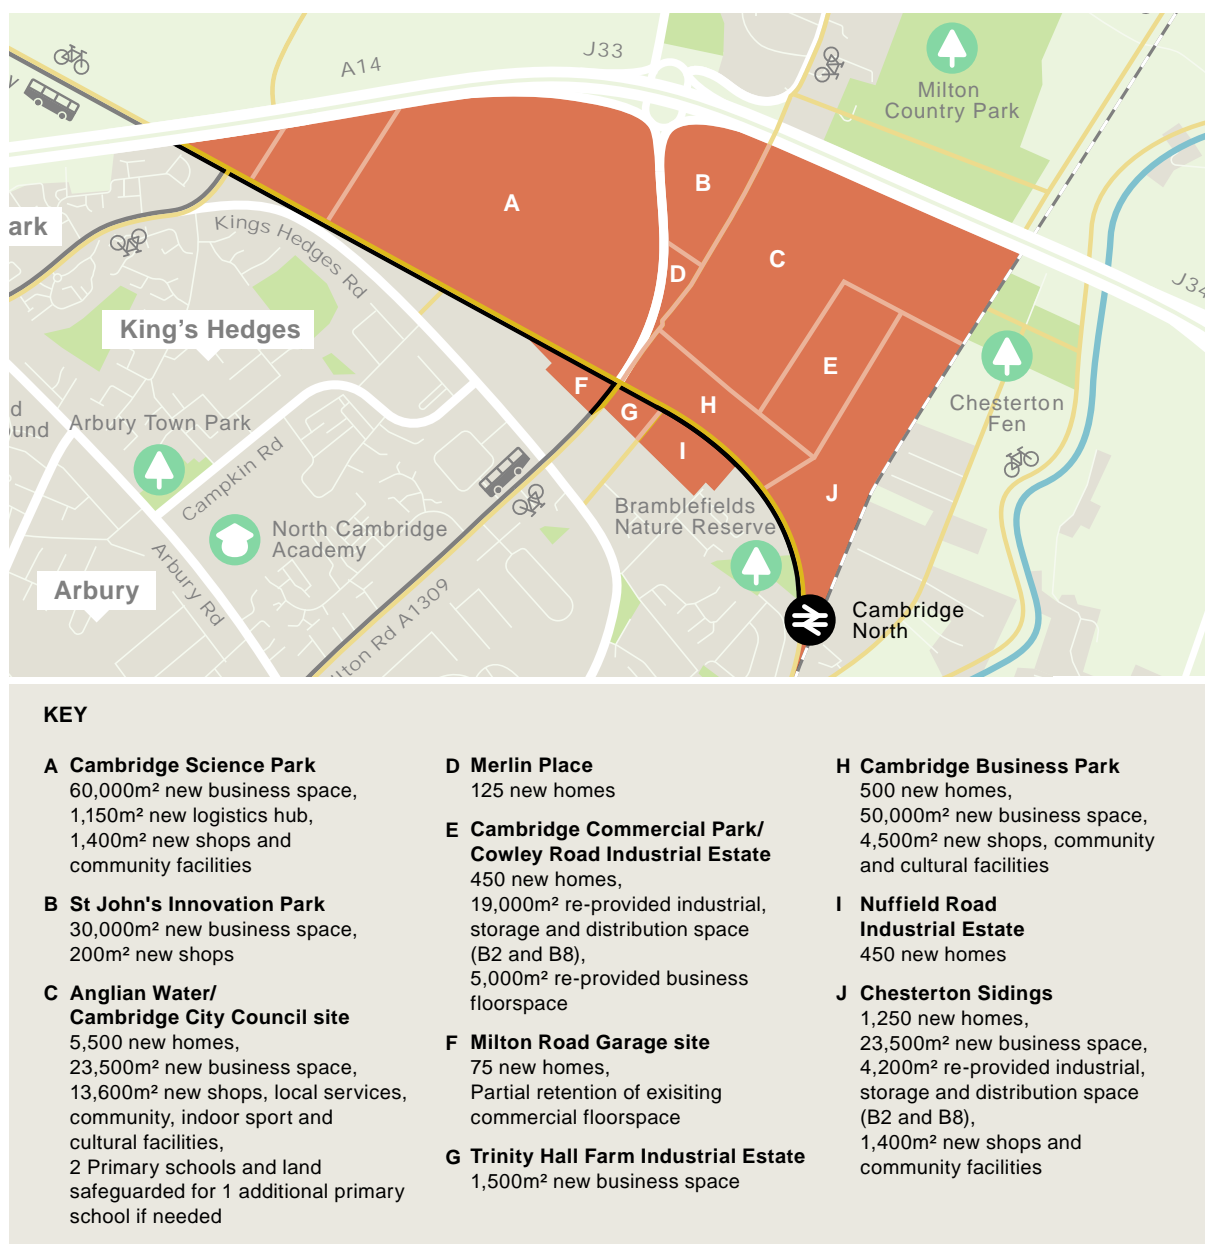 J33
A14
Milton
Country Park
A
B
C
D
E
F
G
H
I
J
Kings Hedges Rd
J34
ark
King's Hedges
Arbury Town Park
Campkin Rd
Chesterton
Fen
d
ound
North Cambridge
Academy
Bramblefields
Nature Reserve
Arbury
Arbury Rd
ilton Rd A1309
Cambridge
North
KEY
A Cambridge Science Park
60,000m² new business space,
1,150m² new logistics hub,
1,400m² new shops and
community facilities
B St John's Innovation Park
30,000m² new business space,
200m² new shops
C Anglian Water/
Cambridge City Council site
5,500 new homes,
23,500m² new business space,
13,600m² new shops, local services,
community, indoor sport and
cultural facilities,
2 Primary schools and land
safeguarded for 1 additional primary
school if needed
D Merlin Place
125 new homes
E Cambridge Commercial Park/
Cowley Road Industrial Estate
450 new homes,
19,000m² re-provided industrial,
storage and distribution space
(B2 and B8),
5,000m² re-provided business
floorspace
F Milton Road Garage site
75 new homes,
Partial retention of exisiting
commercial floorspace
G Trinity Hall Farm Industrial Estate
1,500m² new business space
H Cambridge Business Park
500 new homes,
50,000m² new business space,
4,500m² new shops, community
and cultural facilities
I Nuffield Road
Industrial Estate
450 new homes
J Chesterton Sidings
1,250 new homes,
23,500m² new business space,
4,200m² re-provided industrial,
storage and distribution space
(B2 and B8),
1,400m² new shops and
community facilities